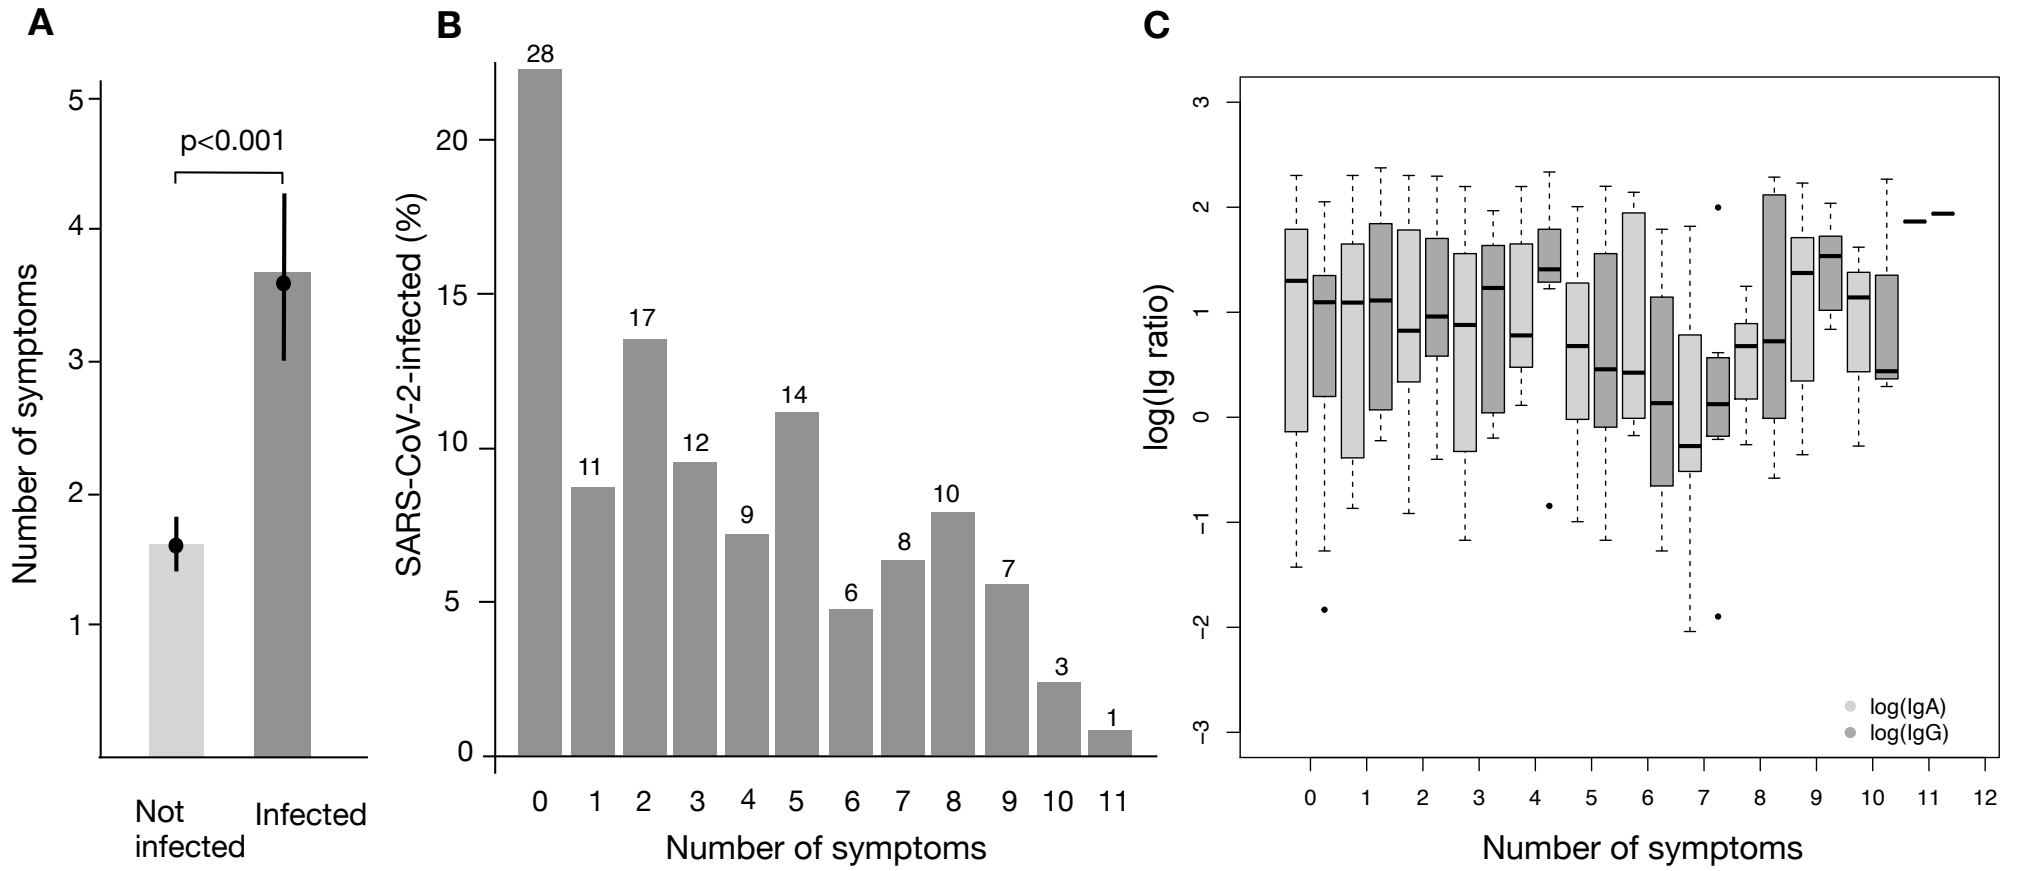 A
Number of symptoms
5
4
3
2
1
p<0.001
Not
infected
Infected
B
SARS-CoV-2-infected (%)
20
15
10
5
0
28
11
17
12
9
14
6
8
10
7
3
1
0 1 2 3 4 5 6 7 8 9 10 11
Number of symptoms
C
log(Ig ratio)
3
2
1
0
−1
−2
−3
log(IgA)
log(IgG)
0 1 2 3 4 5 6 7 8 9 10 11 12
Number of symptoms